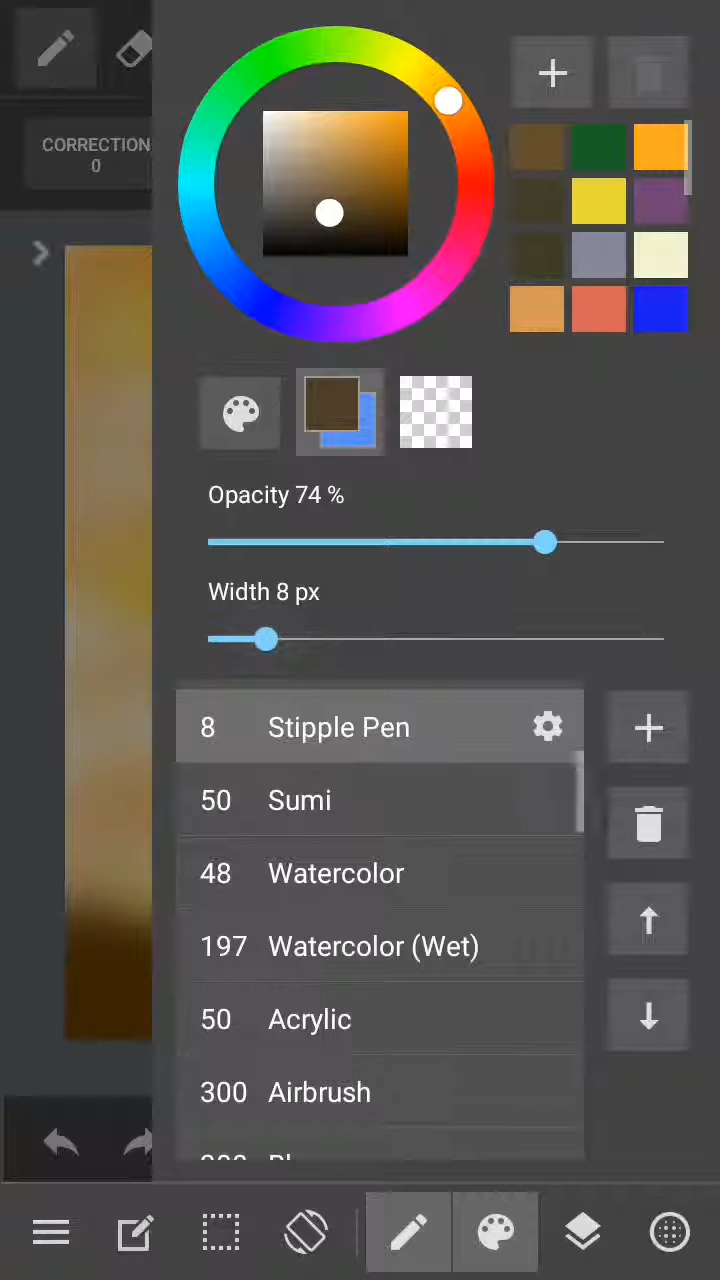 CORRECTION
0
Opacity 74 %
Width 8 px
8 Stipple Pen
50 Sumi
48 Watercolor
197 Watercolor (Wet)
50 Acrylic
300 Airbrush